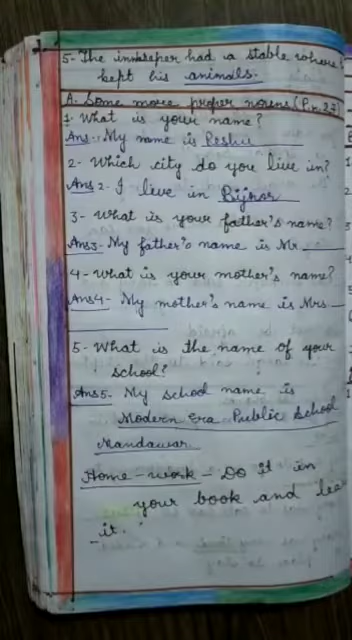 5- The innkeeper had a stable where
kept his animals.
A. Some more proper nouns (P.n. 27)
1- What is your name?
Ans- My name is
2- Which city do you live in?
Ans 2- I live in Bijnor
3- What is your father's name?
Ans3- My father's name is Mr
4- What is your mother's name?
Ans4- My mother's name is Mrs.
5- What is the name of your
school?
Ans5. My school name is
Modern Era Public School
Mandawar
Home-work - Do it in
your book and
it.